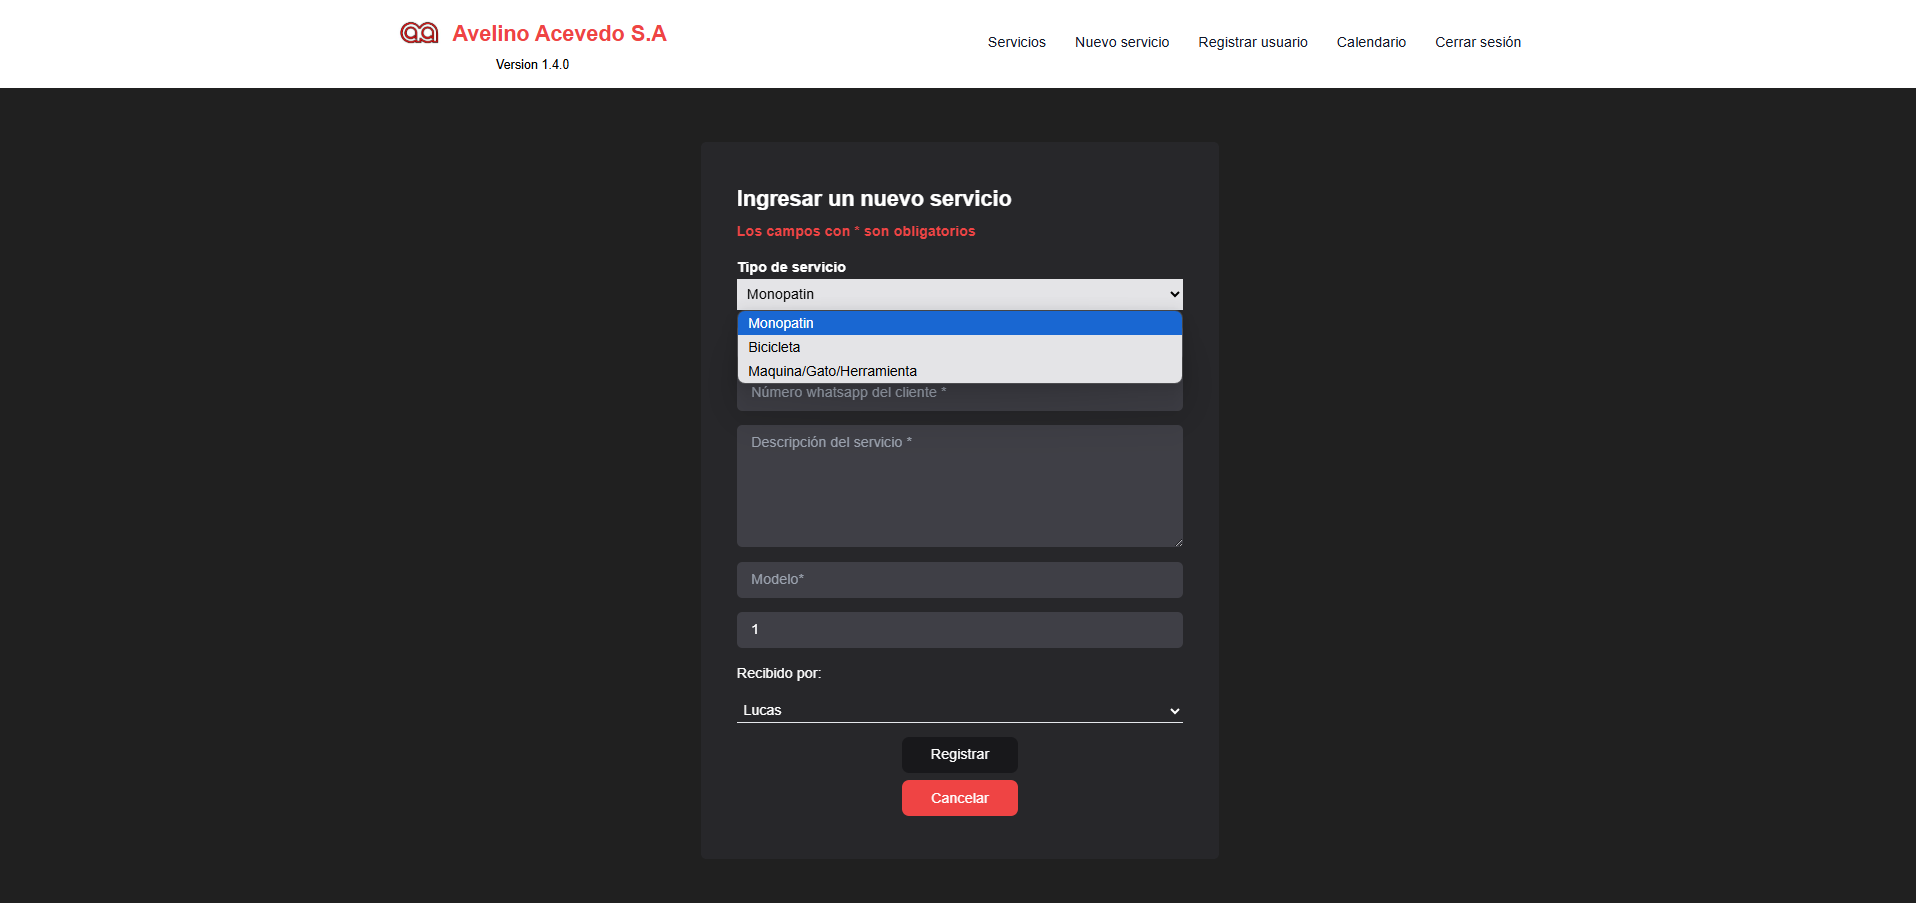 Avelino Acevedo S.A
Version 1.4.0
Servicios
Nuevo servicio
Registrar usuario
Calendario
Cerrar sesión
Ingresar un nuevo servicio
Los campos con * son obligatorios
Tipo de servicio
Monopatin
Monopatin
Bicicleta
Maquina/Gato/Herramienta
Número whatsapp del cliente *
Descripción del servicio *
Modelo*
1
Recibido por:
Lucas
Registrar
Cancelar